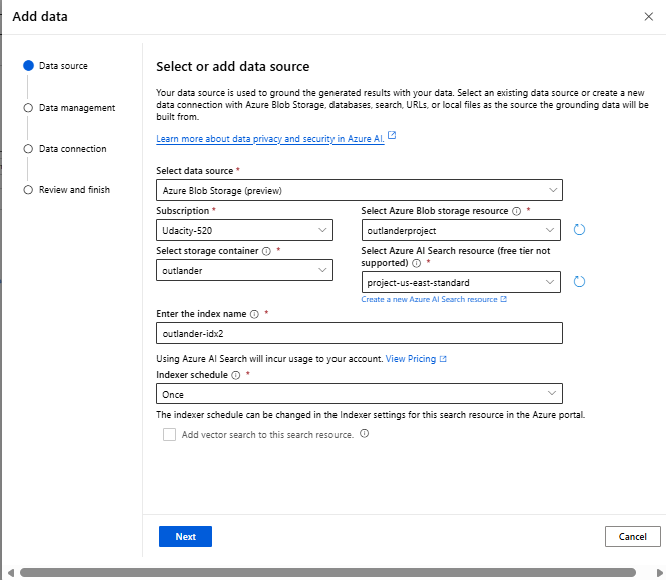 Add data
Data source
Data management
Data connection
Review and finish
Select or add data source
Your data source is used to ground the generated results with your data. Select an existing data source or create a new
data connection with Azure Blob Storage, databases, search, URLs, or local files as the source the grounding data will be
built from.
Learn more about data privacy and security in Azure AI.
Select data source *
Azure Blob Storage (preview)
Subscription *
Udacity-520
Select Azure Blob storage resource *
outlanderproject
Select storage container *
outlander
Select Azure AI Search resource (free tier not
supported) *
project-us-east-standard
Create a new Azure AI Search resource
Enter the index name *
outlander-idx2
Using Azure AI Search will incur usage to your account. View Pricing
Indexer schedule *
Once
The indexer schedule can be changed in the Indexer settings for this search resource in the Azure portal.
Add vector search to this search resource.
Next
Cancel